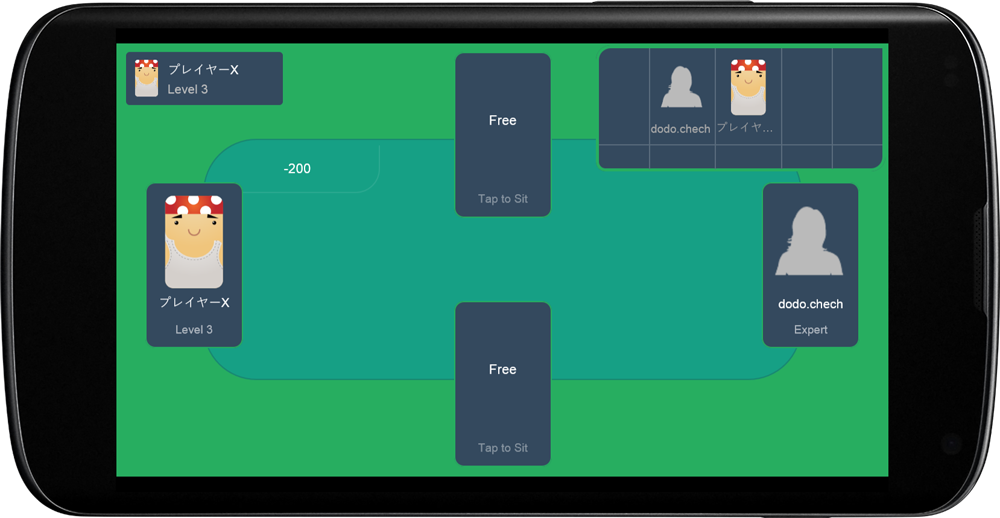 プレイヤーX
Level 3
Free
Tap to Sit
dodo.chech
プレイヤ...
-200
プレイヤーX
Level 3
dodo.chech
Expert
Free
Tap to Sit